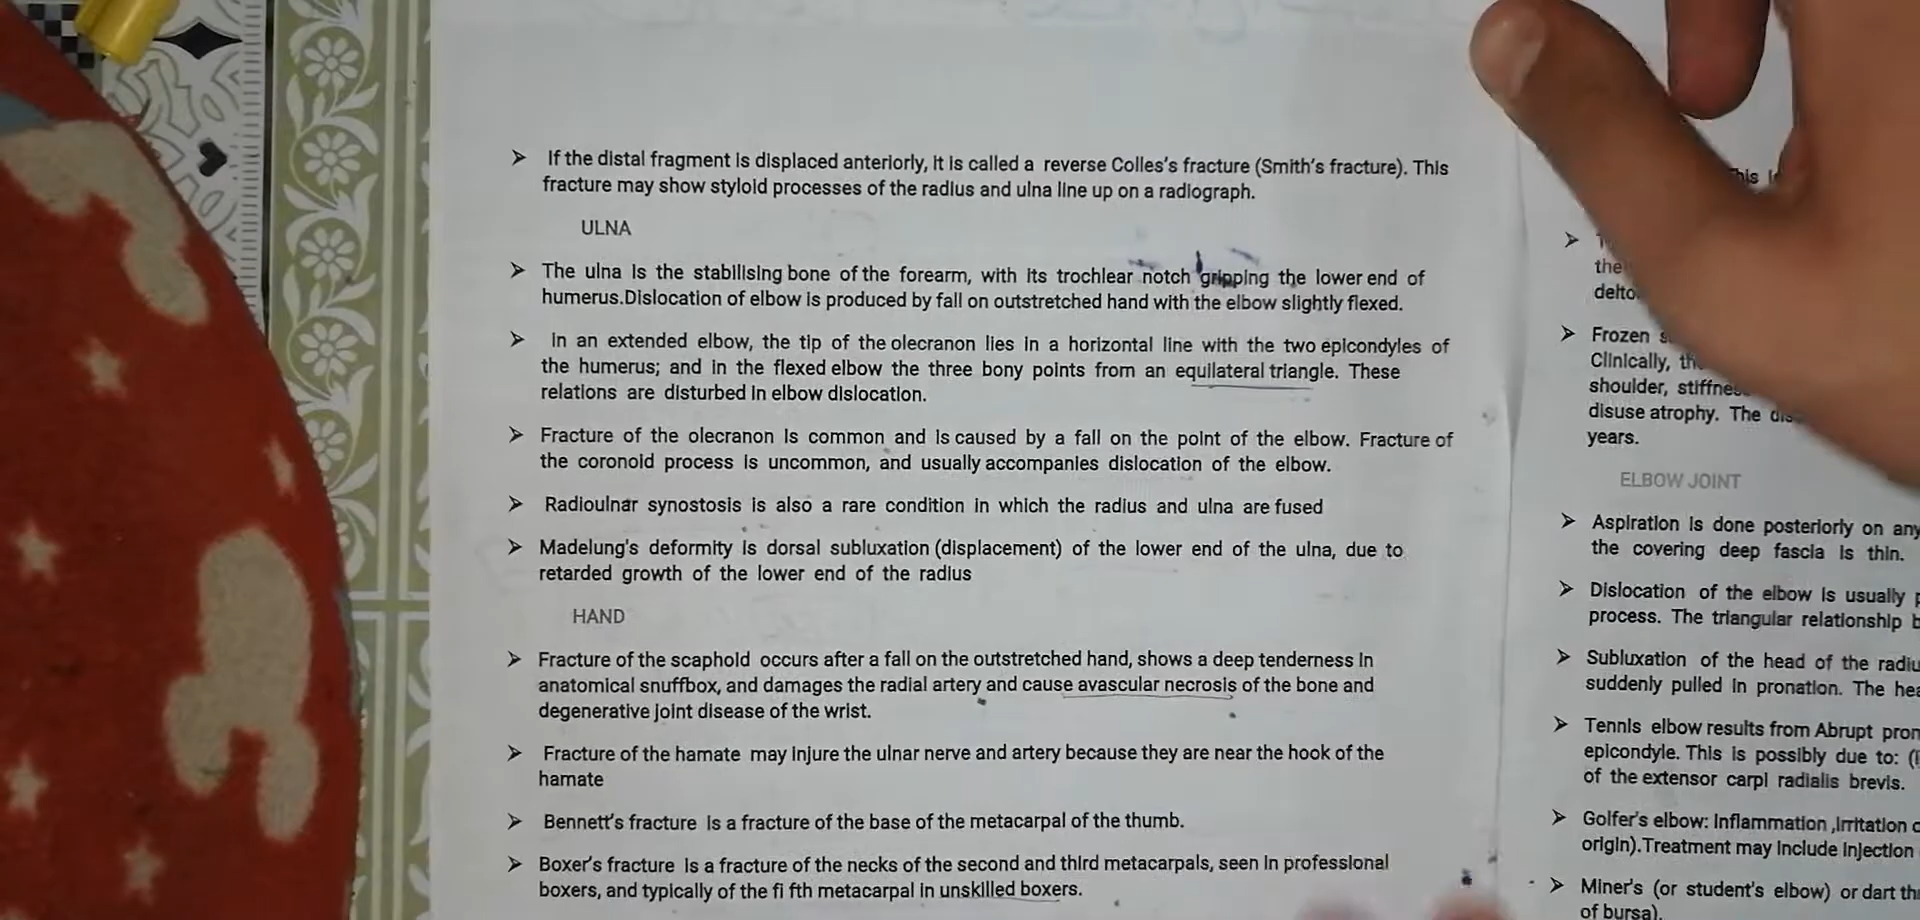 ➤ If the distal fragment is displaced anteriorly, it is called a reverse Colles's fracture (Smith's fracture). This
fracture may show styloid processes of the radius and ulna line up on a radiograph.
ULNA
➤ The ulna is the stabilising bone of the forearm, with its trochlear notch gripping the lower end of
humerus.Dislocation of elbow is produced by fall on outstretched hand with the elbow slightly flexed.
➤ In an extended elbow, the tip of the olecranon lies in a horizontal line with the two epicondyles of
the humerus; and in the flexed elbow the three bony points from an equilateral triangle. These
relations are disturbed in elbow dislocation.
➤ Fracture of the olecranon is common and is caused by a fall on the point of the elbow. Fracture of
the coronoid process is uncommon, and usually accompanies dislocation of the elbow.
➤ Radioulnar synostosis is also a rare condition in which the radius and ulna are fused
➤ Madelung's deformity is dorsal subluxation (displacement) of the lower end of the ulna, due to
retarded growth of the lower end of the radius
HAND
➤ Fracture of the scaphoid occurs after a fall on the outstretched hand, shows a deep tenderness in
anatomical snuffbox, and damages the radial artery and cause avascular necrosis of the bone and
degenerative joint disease of the wrist.
➤ Fracture of the hamate may injure the ulnar nerve and artery because they are near the hook of the
hamate
➤ Bennett's fracture is a fracture of the base of the metacarpal of the thumb.
➤ Boxer's fracture is a fracture of the necks of the second and third metacarpals, seen in professional
boxers, and typically of the fi fth metacarpal in unskilled boxers.
➤
the
➤ Frozen
Clinically,
shoulder,
disuse atrophy. The
years.
ELBOW JOINT
➤ Aspiration is done posteriorly on any
the covering deep fascia is thin.
➤ Dislocation of the elbow is usually
process. The triangular relationship
➤ Subluxation of the head of the
suddenly pulled in pronation. The
➤ Tennis elbow results from Abrupt
epicondyle. This is possibly due to:
of the extensor carpi radialis brevis.
➤ Golfer's elbow: Inflammation ,irritation
origin).Treatment may include injection
➤ Miner's (or student's elbow) or dart
of bursa).